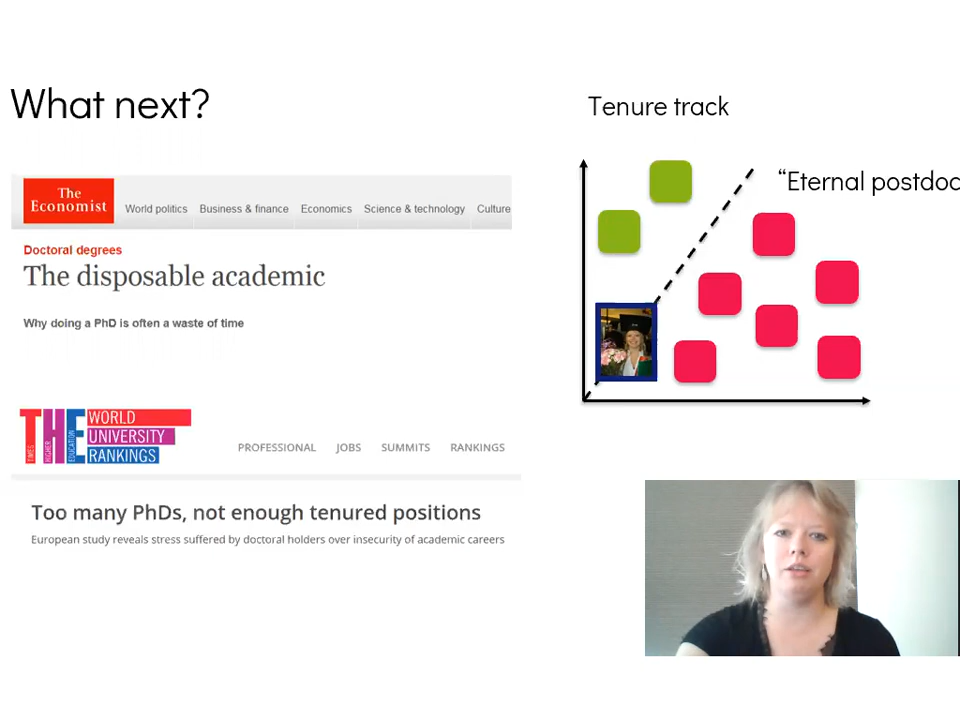 What next?
The
Economist
World politics Business & finance Economics Science & technology Culture
Doctoral degrees
The disposable academic
Why doing a PhD is often a waste of time
THE
TIMES HIGHER EDUCATION
WORLD
UNIVERSITY
RANKINGS
PROFESSIONAL JOBS SUMMITS RANKINGS
Too many PhDs, not enough tenured positions
European study reveals stress suffered by doctoral holders over insecurity of academic careers
Tenure track
“Eternal postdoc